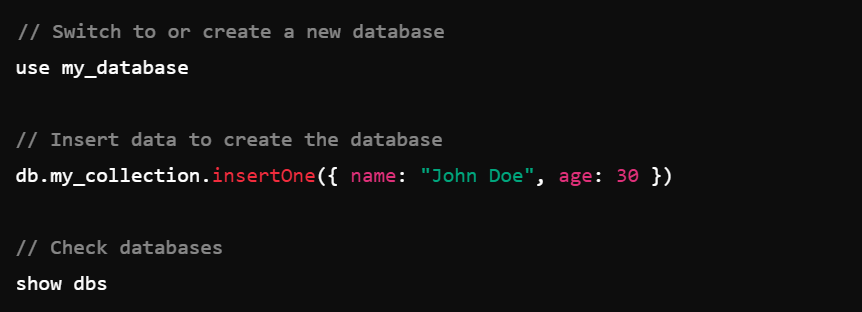 // Switch to or create a new database
use my_database
// Insert data to create the database
db.my_collection.insertOne({ name: "John Doe", age: 30 })
// Check databases
show dbs